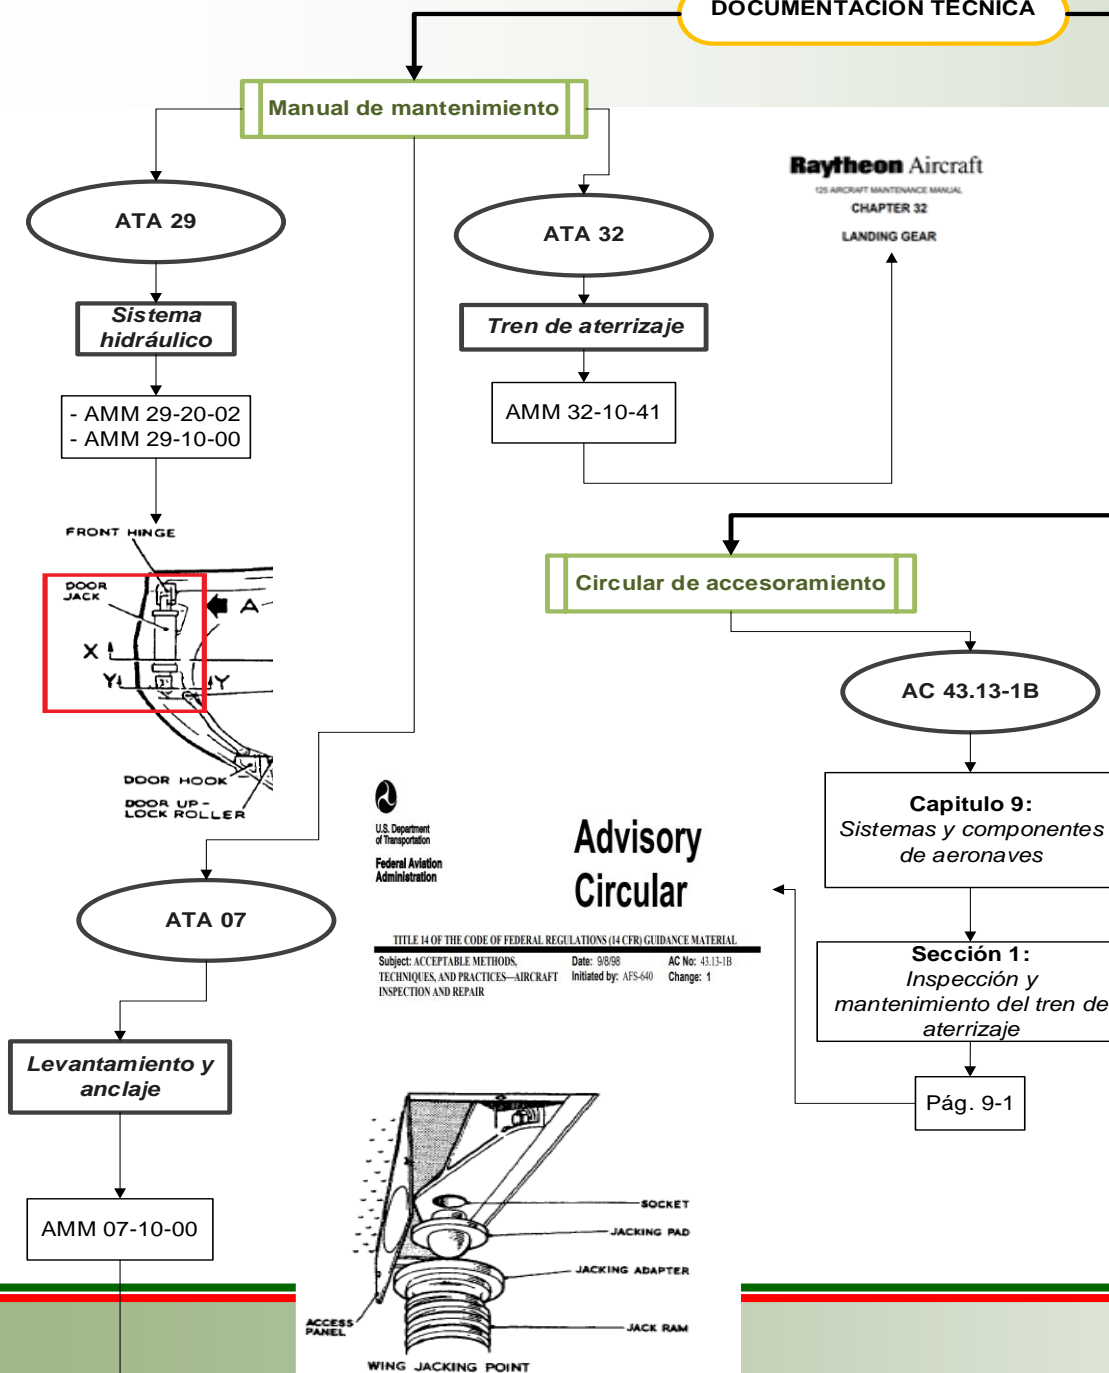 DOCUMENTACIÓN TÉCNICA
Manual de mantenimiento
ATA 29
Sistema
hidráulico
- AMM 29-20-02
- AMM 29-10-00
ATA 32
Tren de aterrizaje
AMM 32-10-41
Raytheon Aircraft
125 AIRCRAFT MAINTENANCE MANUAL
CHAPTER 32
LANDING GEAR
FRONT HINGE
DOOR
JACK
A
X
Y
Y
DOOR HOOK
DOOR UP-
LOCK ROLLER
Circular de accesoramiento
AC 43.13-1B
Capitulo 9:
Sistemas y componentes
de aeronaves
Sección 1:
Inspección y
mantenimiento del tren de
aterrizaje
Pág. 9-1
U.S. Department
of Transportation
Federal Aviation
Administration
Advisory
Circular
TITLE 14 OF THE CODE OF FEDERAL REGULATIONS (14 CFR) GUIDANCE MATERIAL
Subject: ACCEPTABLE METHODS,
TECHNIQUES, AND PRACTICES—AIRCRAFT
INSPECTION AND REPAIR
Date: 9/8/98
Initiated by: AFS-640
AC No: 43.13-1B
Change: 1
ATA 07
Levantamiento y
anclaje
AMM 07-10-00
SOCKET
JACKING PAD
JACKING ADAPTER
JACK RAM
ACCESS
PANEL
WING JACKING POINT